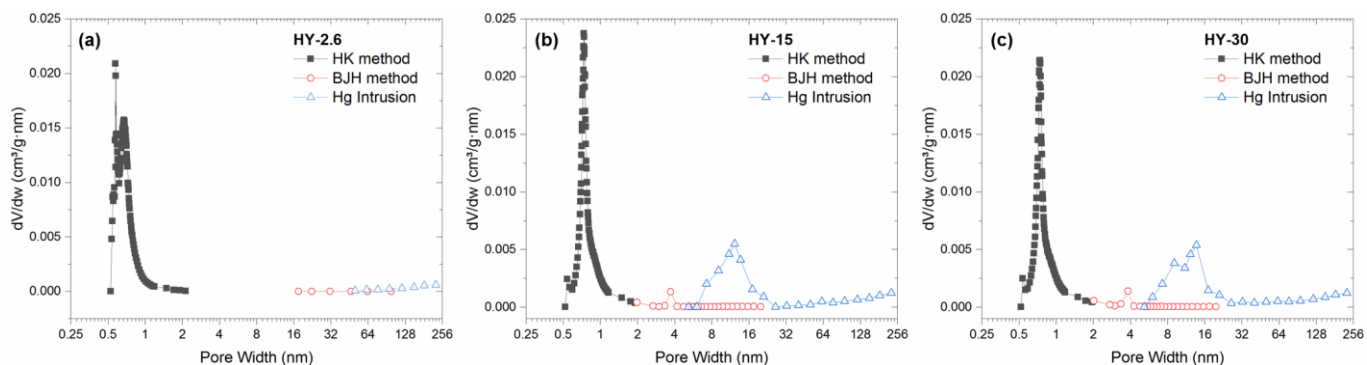 (a)
HY-2.6
HK method
BJH method
Hg Intrusion
dV/dw (cm³/g·nm)
0.025
0.020
0.015
0.010
0.005
0.000
0.25 0.5 1 2 4 8 16 32 64 128 256
Pore Width (nm)
(b)
HY-15
HK method
BJH method
Hg Intrusion
dV/dw (cm³/g·nm)
0.025
0.020
0.015
0.010
0.005
0.000
0.25 0.5 1 2 4 8 16 32 64 128 256
Pore Width (nm)
(c)
HY-30
HK method
BJH method
Hg Intrusion
dV/dw (cm³/g·nm)
0.025
0.020
0.015
0.010
0.005
0.000
0.25 0.5 1 2 4 8 16 32 64 128 256
Pore Width (nm)